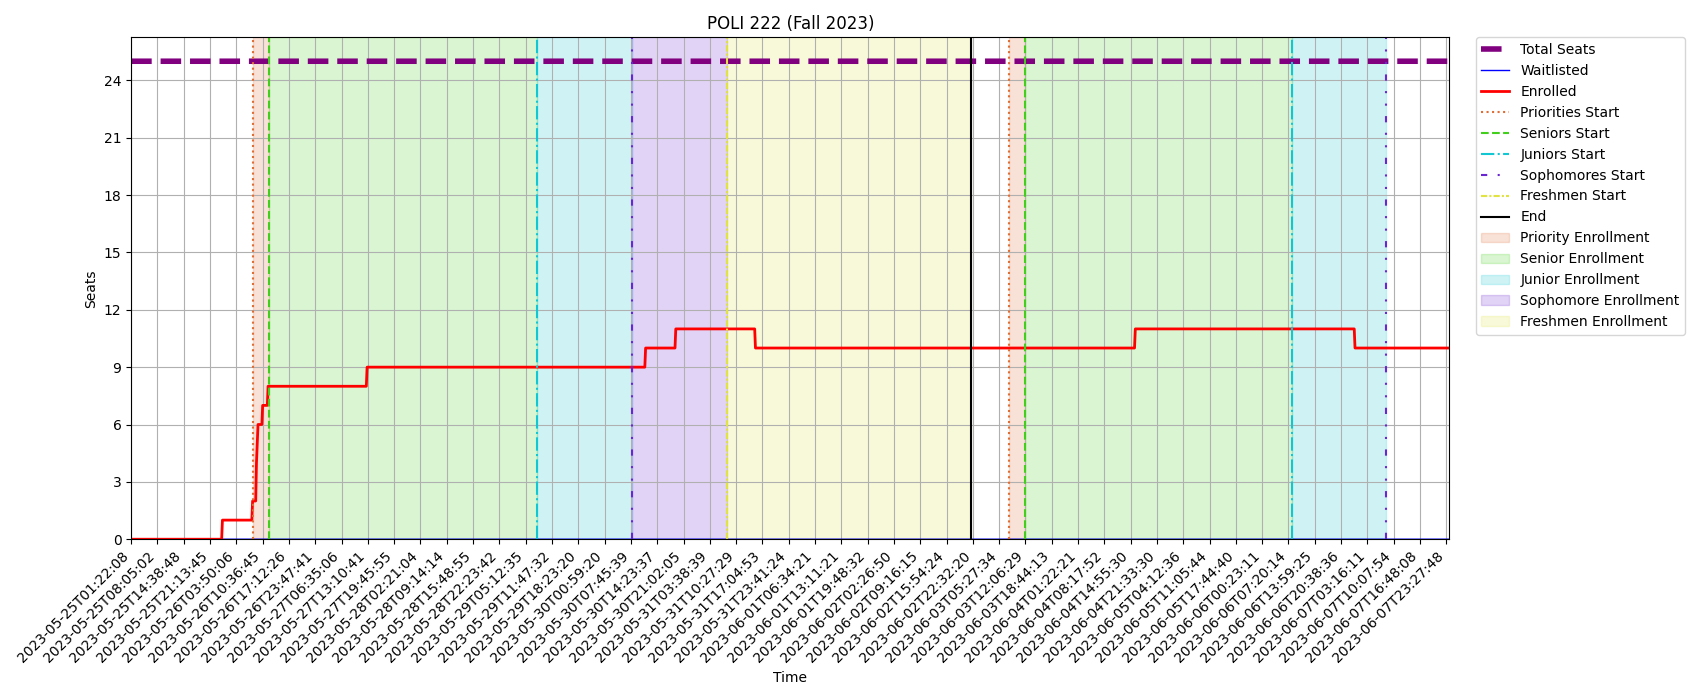 POLI 222 (Fall 2023)
Seats
24
21
18
15
12
9
6
3
0
2023-05-25T01:22:08
2023-05-25T08:05:02
2023-05-25T14:38:48
2023-05-25T21:13:45
2023-05-26T03:50:06
2023-05-26T10:36:45
2023-05-26T17:12:26
2023-05-26T23:47:41
2023-05-27T06:35:06
2023-05-27T13:10:41
2023-05-27T19:45:55
2023-05-28T02:21:04
2023-05-28T09:14:14
2023-05-28T15:48:55
2023-05-28T22:23:42
2023-05-29T05:12:35
2023-05-29T11:47:32
2023-05-29T18:23:20
2023-05-30T00:59:20
2023-05-30T07:45:39
2023-05-30T14:23:37
2023-05-30T21:02:05
2023-05-31T03:38:39
2023-05-31T10:27:29
2023-05-31T17:04:53
2023-05-31T23:41:24
2023-06-01T06:34:21
2023-06-01T13:11:21
2023-06-01T19:48:32
2023-06-02T02:26:50
2023-06-02T09:16:15
2023-06-02T15:54:24
2023-06-02T22:32:20
2023-06-03T05:27:34
2023-06-03T12:06:29
2023-06-03T18:44:13
2023-06-04T01:22:21
2023-06-04T08:17:52
2023-06-04T14:55:30
2023-06-04T21:33:30
2023-06-05T04:12:36
2023-06-05T11:05:44
2023-06-05T17:44:40
2023-06-06T00:23:11
2023-06-06T07:20:14
2023-06-06T13:59:25
2023-06-06T20:38:36
2023-06-07T03:16:11
2023-06-07T10:07:54
2023-06-07T16:48:08
2023-06-07T23:27:48
Time
Total Seats
Waitlisted
Enrolled
Priorities Start
Seniors Start
Juniors Start
Sophomores Start
Freshmen Start
End
Priority Enrollment
Senior Enrollment
Junior Enrollment
Sophomore Enrollment
Freshmen Enrollment